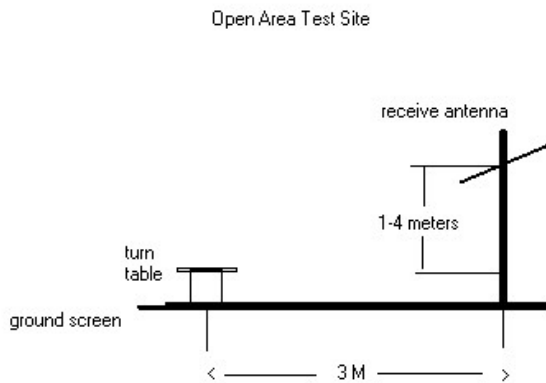 Open Area Test Site
receive antenna
1-4 meters
turn
table
ground screen
3 M